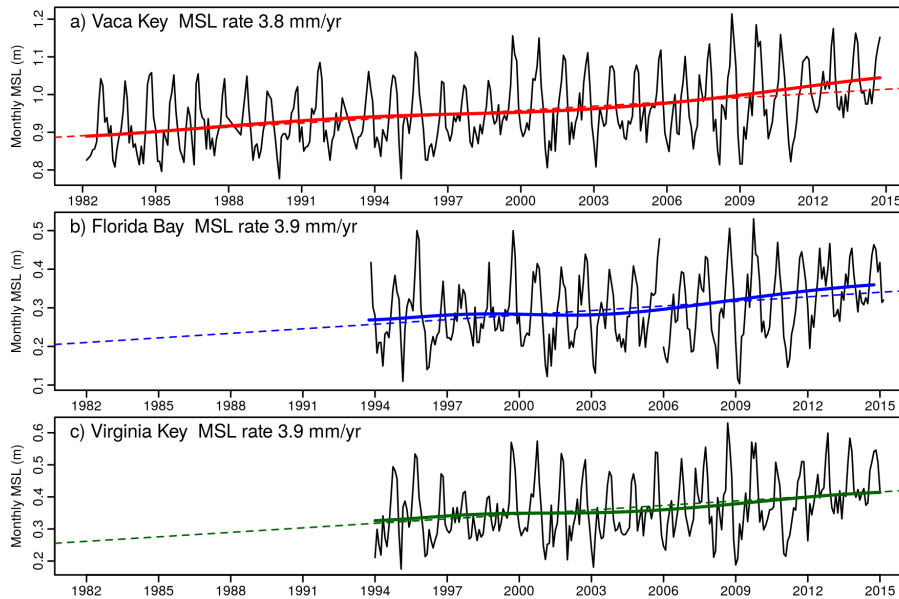 a) Vaca Key MSL rate 3.8 mm/yr
Monthly MSL (m)
1.2
1.1
1.0
0.9
0.8
1982 1985 1988 1991 1994 1997 2000 2003 2006 2009 2012 2015
b) Florida Bay MSL rate 3.9 mm/yr
Monthly MSL (m)
0.5
0.4
0.3
0.2
0.1
1982 1985 1988 1991 1994 1997 2000 2003 2006 2009 2012 2015
c) Virginia Key MSL rate 3.9 mm/yr
Monthly MSL (m)
0.6
0.5
0.4
0.3
0.2
1982 1985 1988 1991 1994 1997 2000 2003 2006 2009 2012 2015